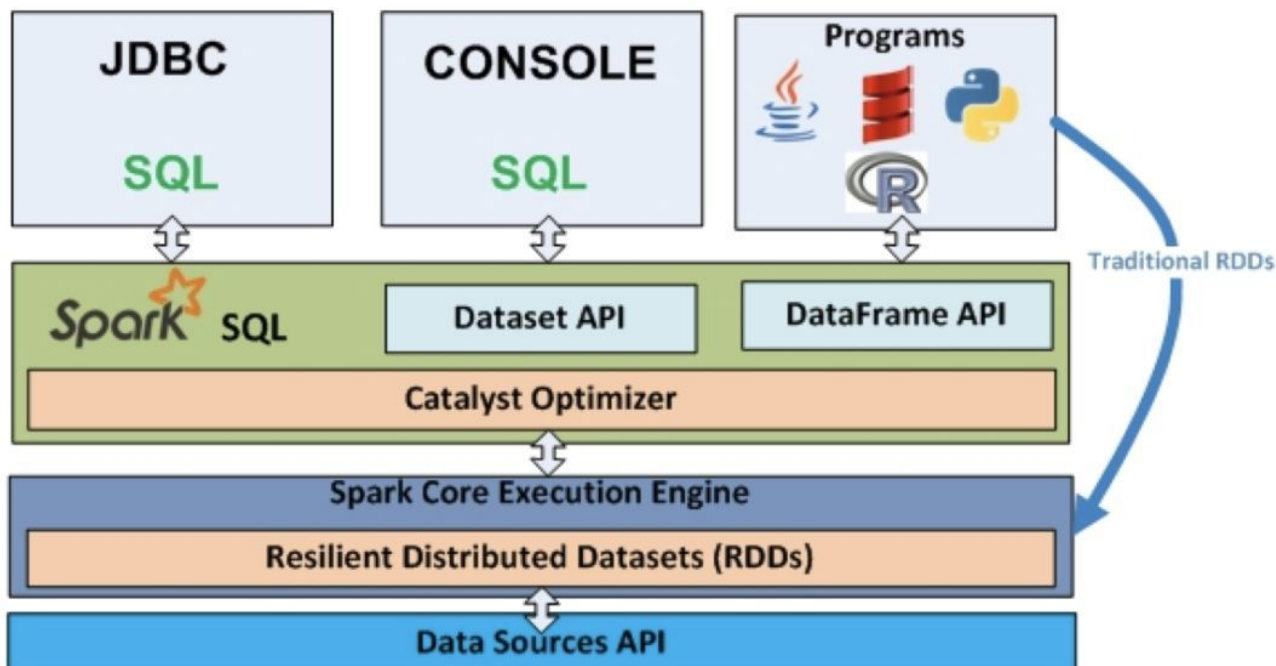 JDBC
SQL
CONSOLE
SQL
Programs
R
Traditional RDDs
Spark SQL
Dataset API
DataFrame API
Catalyst Optimizer
Spark Core Execution Engine
Resilient Distributed Datasets (RDDs)
Data Sources API